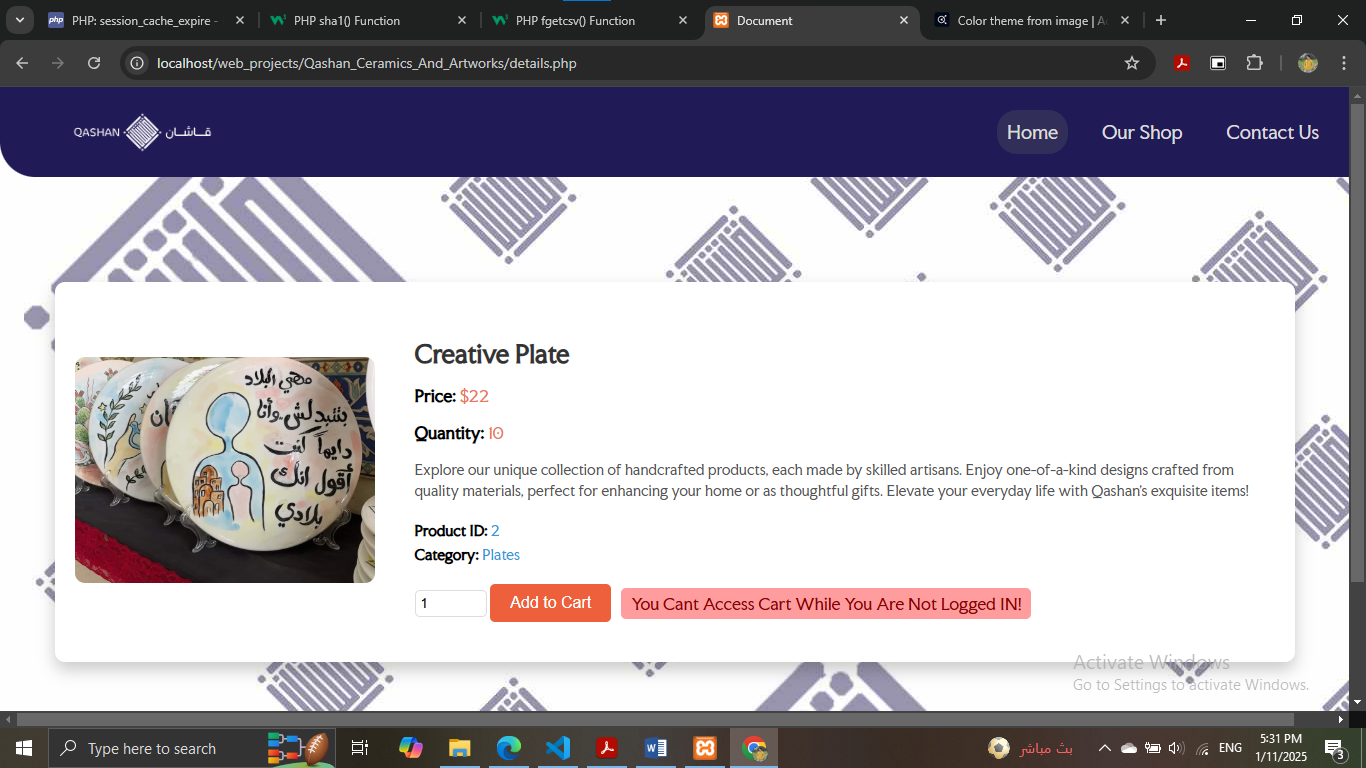 PHP: session_cache_expire -
PHP sha1() Function
PHP fgetcsv() Function
Document
Color theme from image | Ad
localhost/web_projects/Qashan_Ceramics_And_Artworks/details.php
QASHAN قاشان
Home
Our Shop
Contact Us
Creative Plate
Price: $22
Quantity: 10
Explore our unique collection of handcrafted products, each made by skilled artisans. Enjoy one-of-a-kind designs crafted from
quality materials, perfect for enhancing your home or as thoughtful gifts. Elevate your everyday life with Qashan's exquisite items!
Product ID: 2
Category: Plates
1
Add to Cart
You Cant Access Cart While You Are Not Logged IN!
بتتبدلش وأنا
دايماً كنت
أقول انك
بلادي
Activate Windows
Go to Settings to activate Windows.
Type here to search
بث مباشر
ENG
5:31 PM
1/11/2025
3